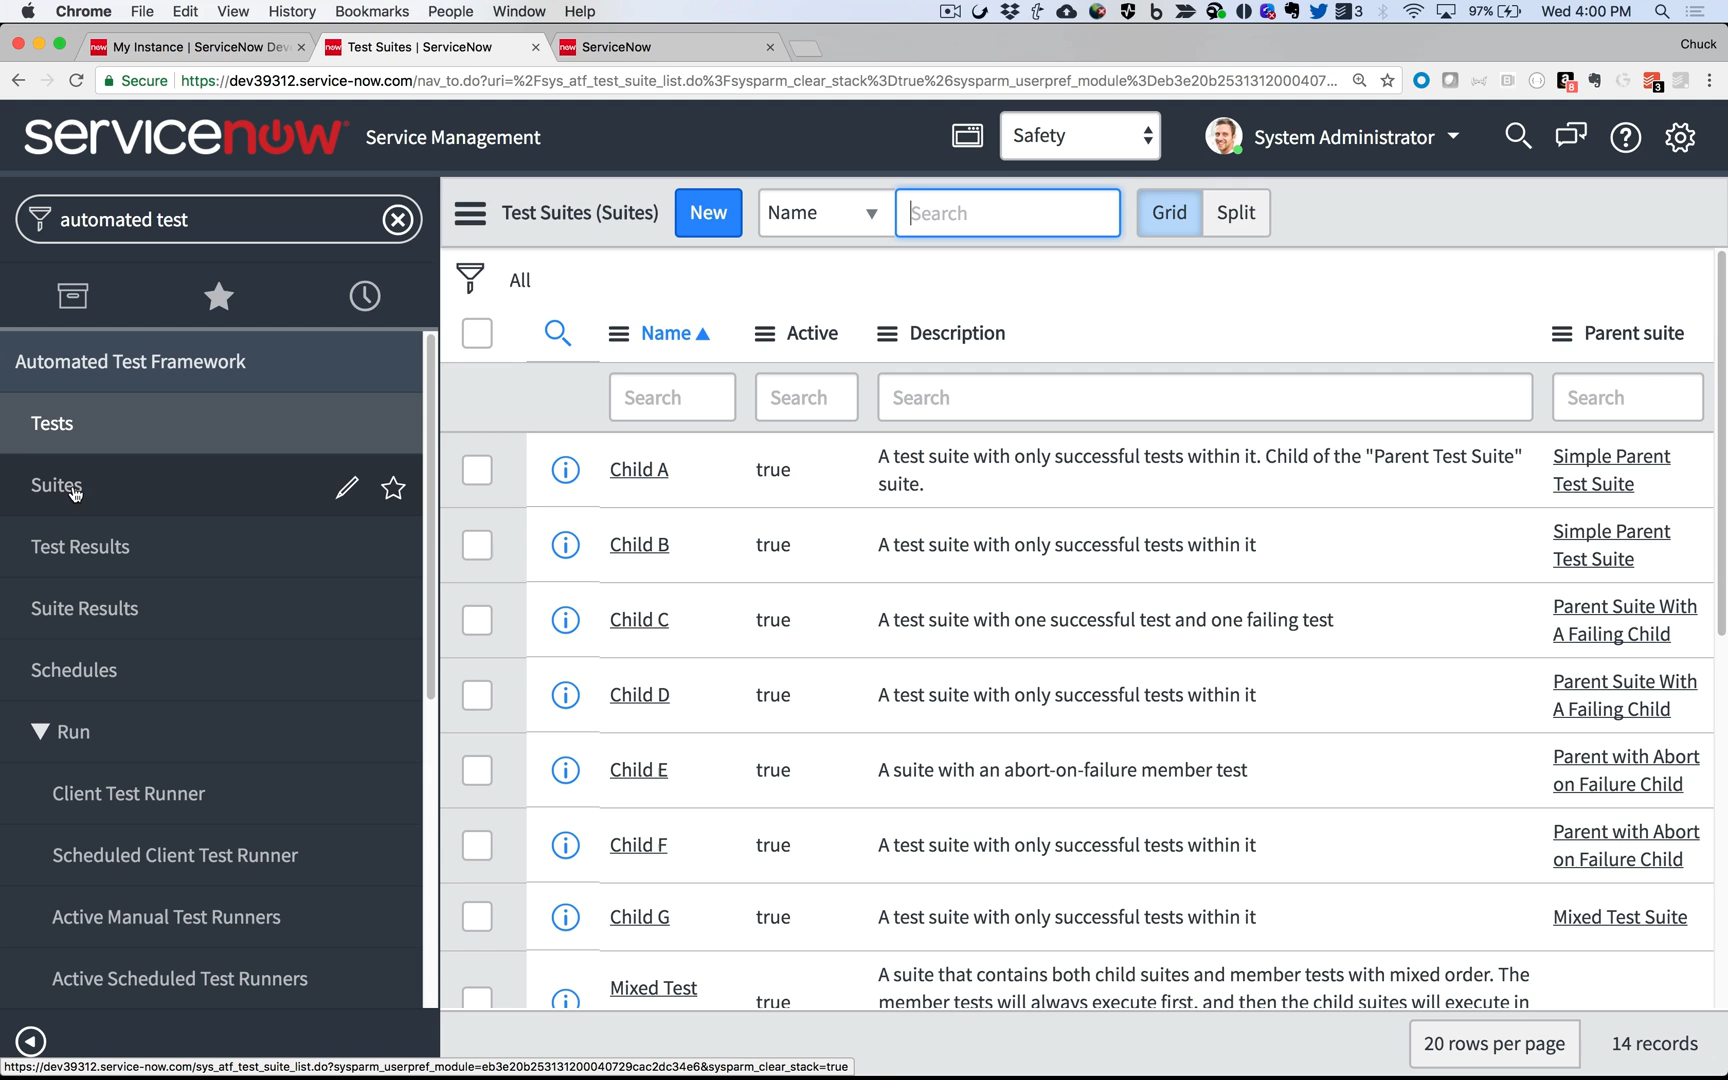 Chrome File Edit View History Bookmarks People Window Help 3 97% Wed 4:00 PM
My Instance | ServiceNow Dev Test Suites | ServiceNow ServiceNow Chuck
Secure https://dev39312.service-now.com/nav_to.do?uri=%2Fsys_atf_test_suite_list.do%3Fsysparm_clear_stack%3Dtrue%26sysparm_userpref_module%3Deb3e20b2531312000407...
servicenow Service Management Safety System Administrator
automated test
Test Suites (Suites) New Name Search Grid Split
All
Name Active Description Parent suite
Search Search Search Search
Automated Test Framework
Tests
Suites
Test Results
Suite Results
Schedules
Run
Client Test Runner
Scheduled Client Test Runner
Active Manual Test Runners
Active Scheduled Test Runners
Child A true A test suite with only successful tests within it. Child of the "Parent Test Suite" Simple Parent
suite. Test Suite
Child B true A test suite with only successful tests within it Simple Parent
Test Suite
Child C true A test suite with one successful test and one failing test Parent Suite With
A Failing Child
Child D true A test suite with only successful tests within it Parent Suite With
A Failing Child
Child E true A suite with an abort-on-failure member test Parent with Abort
on Failure Child
Child F true A test suite with only successful tests within it Parent with Abort
on Failure Child
Child G true A test suite with only successful tests within it Mixed Test Suite
Mixed Test true A suite that contains both child suites and member tests with mixed order. The
member tests will always execute first, and then the child suites will execute in
20 rows per page 14 records
https://dev39312.service-now.com/sys_atf_test_suite_list.do?sysparm_userpref_module=eb3e20b253131200040729cac2dc34e6&sysparm_clear_stack=true